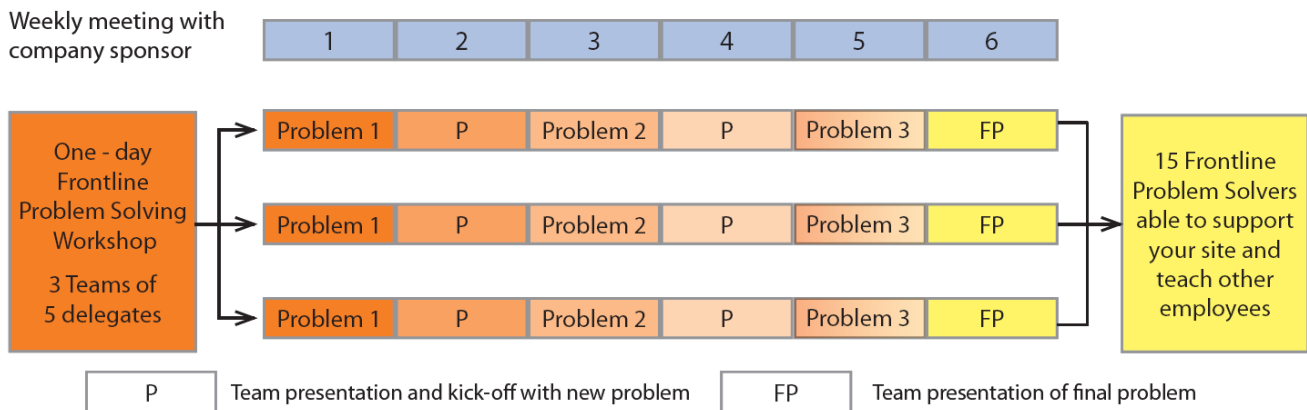 Weekly meeting with
company sponsor
1 2 3 4 5 6
One - day
Frontline
Problem Solving
Workshop
3 Teams of
5 delegates
Problem 1 P Problem 2 P Problem 3 FP
Problem 1 P Problem 2 P Problem 3 FP
Problem 1 P Problem 2 P Problem 3 FP
15 Frontline
Problem Solvers
able to support
your site and
teach other
employees
P Team presentation and kick-off with new problem FP Team presentation of final problem